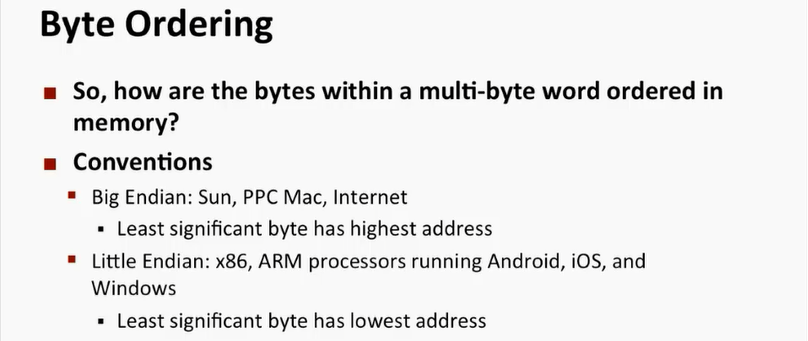 Byte Ordering
So, how are the bytes within a multi-byte word ordered in
memory?
Conventions
Big Endian: Sun, PPC Mac, Internet
Least significant byte has highest address
Little Endian: x86, ARM processors running Android, iOS, and
Windows
Least significant byte has lowest address